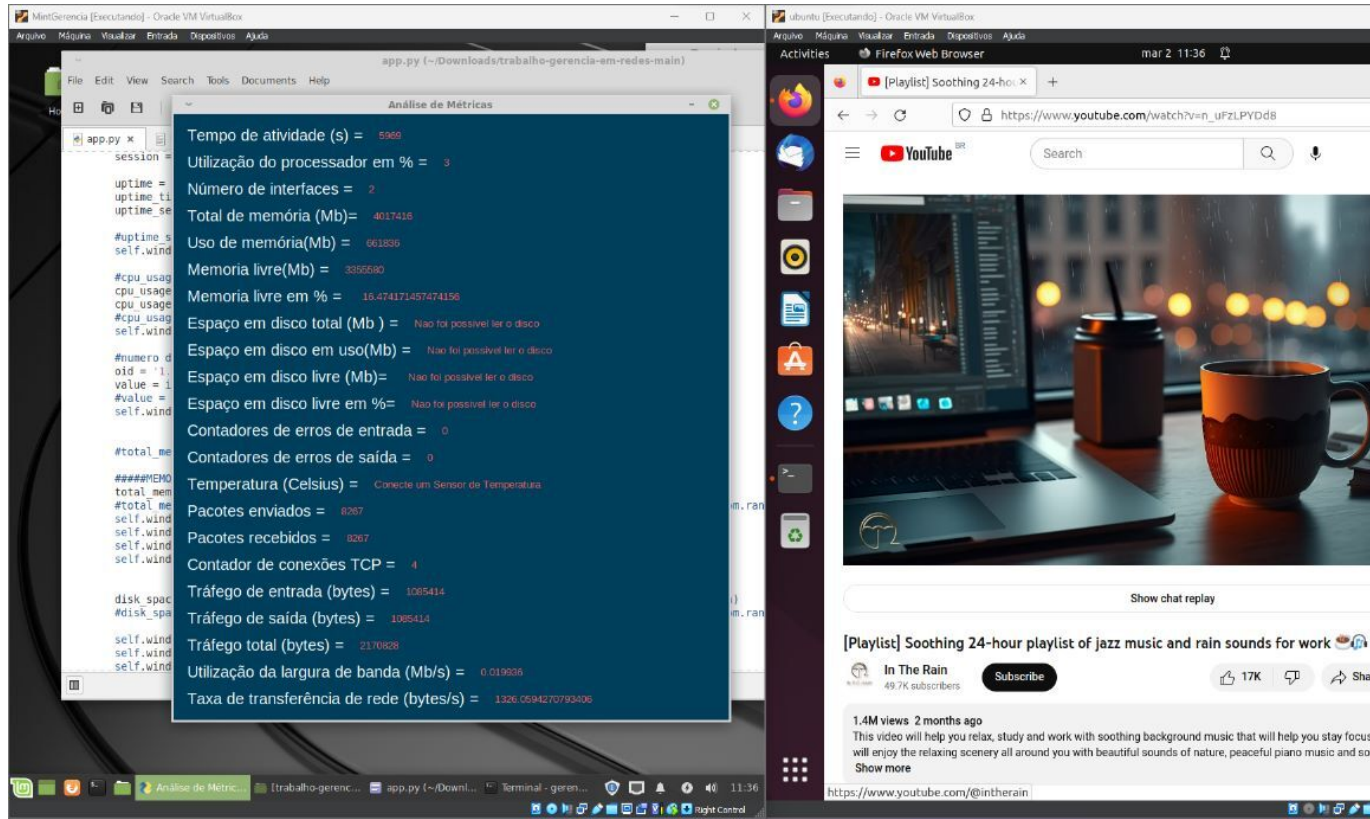 MintGerencia [Executando] - Oracle VM VirtualBox
Arquivo Máquina Visualizar Entrada Dispositivos Ajuda
app.py (~/Downloads/trabalho-gerencia-em-redes-main)
File Edit View Search Tools Documents Help
Análise de Métricas
app.py
session =
uptime =
uptime_ti
uptime_se
#uptime_s
self.wind
#cpu_usag
cpu_usage
cpu_usage
#cpu_usag
self.wind
#numero d
oid = '1.
value = i
#value =
self.wind
#total_me
#####MEMO
total_mem
#total_me
om.ran
self.wind
self.wind
self.wind
self.wind
disk_spac
#disk_spa
om.ran
self.wind
self.wind
self.wind
Tempo de atividade (s) = 5969
Utilização do processador em % = 3
Número de interfaces = 2
Total de memória (Mb)= 4017416
Uso de memória(Mb) = 661836
Memoria livre(Mb) = 3355580
Memoria livre em % = 16.474171457474156
Espaço em disco total (Mb ) = Nao foi possivel ler o disco
Espaço em disco em uso(Mb) = Nao foi possivel ler o disco
Espaço em disco livre (Mb)= Nao foi possivel ler o disco
Espaço em disco livre em %= Nao foi possivel ler o disco
Contadores de erros de entrada = 0
Contadores de erros de saída = 0
Temperatura (Celsius) = Conecte um Sensor de Temperatura
Pacotes enviados = 8267
Pacotes recebidos = 8267
Contador de conexões TCP = 4
Tráfego de entrada (bytes) = 1085414
Tráfego de saída (bytes) = 1085414
Tráfego total (bytes) = 2170828
Utilização da largura de banda (Mb/s) = 0.019936
Taxa de transferência de rede (bytes/s) = 1326.0594270793406
Análise de Métric...
[trabalho-gerenc...
app.py (~/Downl...
Terminal - geren...
11:36
Right Control
ubuntu [Executando] - Oracle VM VirtualBox
Arquivo Máquina Visualizar Entrada Dispositivos Ajuda
Activities Firefox Web Browser mar 2 11:36
[Playlist] Soothing 24-hou
https://www.youtube.com/watch?v=n_uFzLPYDd8
YouTube BR
Search
Show chat replay
[Playlist] Soothing 24-hour playlist of jazz music and rain sounds for work
In The Rain
49.7K subscribers
Subscribe
17K
Sha
1.4M views 2 months ago
This video will help you relax, study and work with soothing background music that will help you stay focus
will enjoy the relaxing scenery all around you with beautiful sounds of nature, peaceful piano music and so
Show more
https://www.youtube.com/@intherain